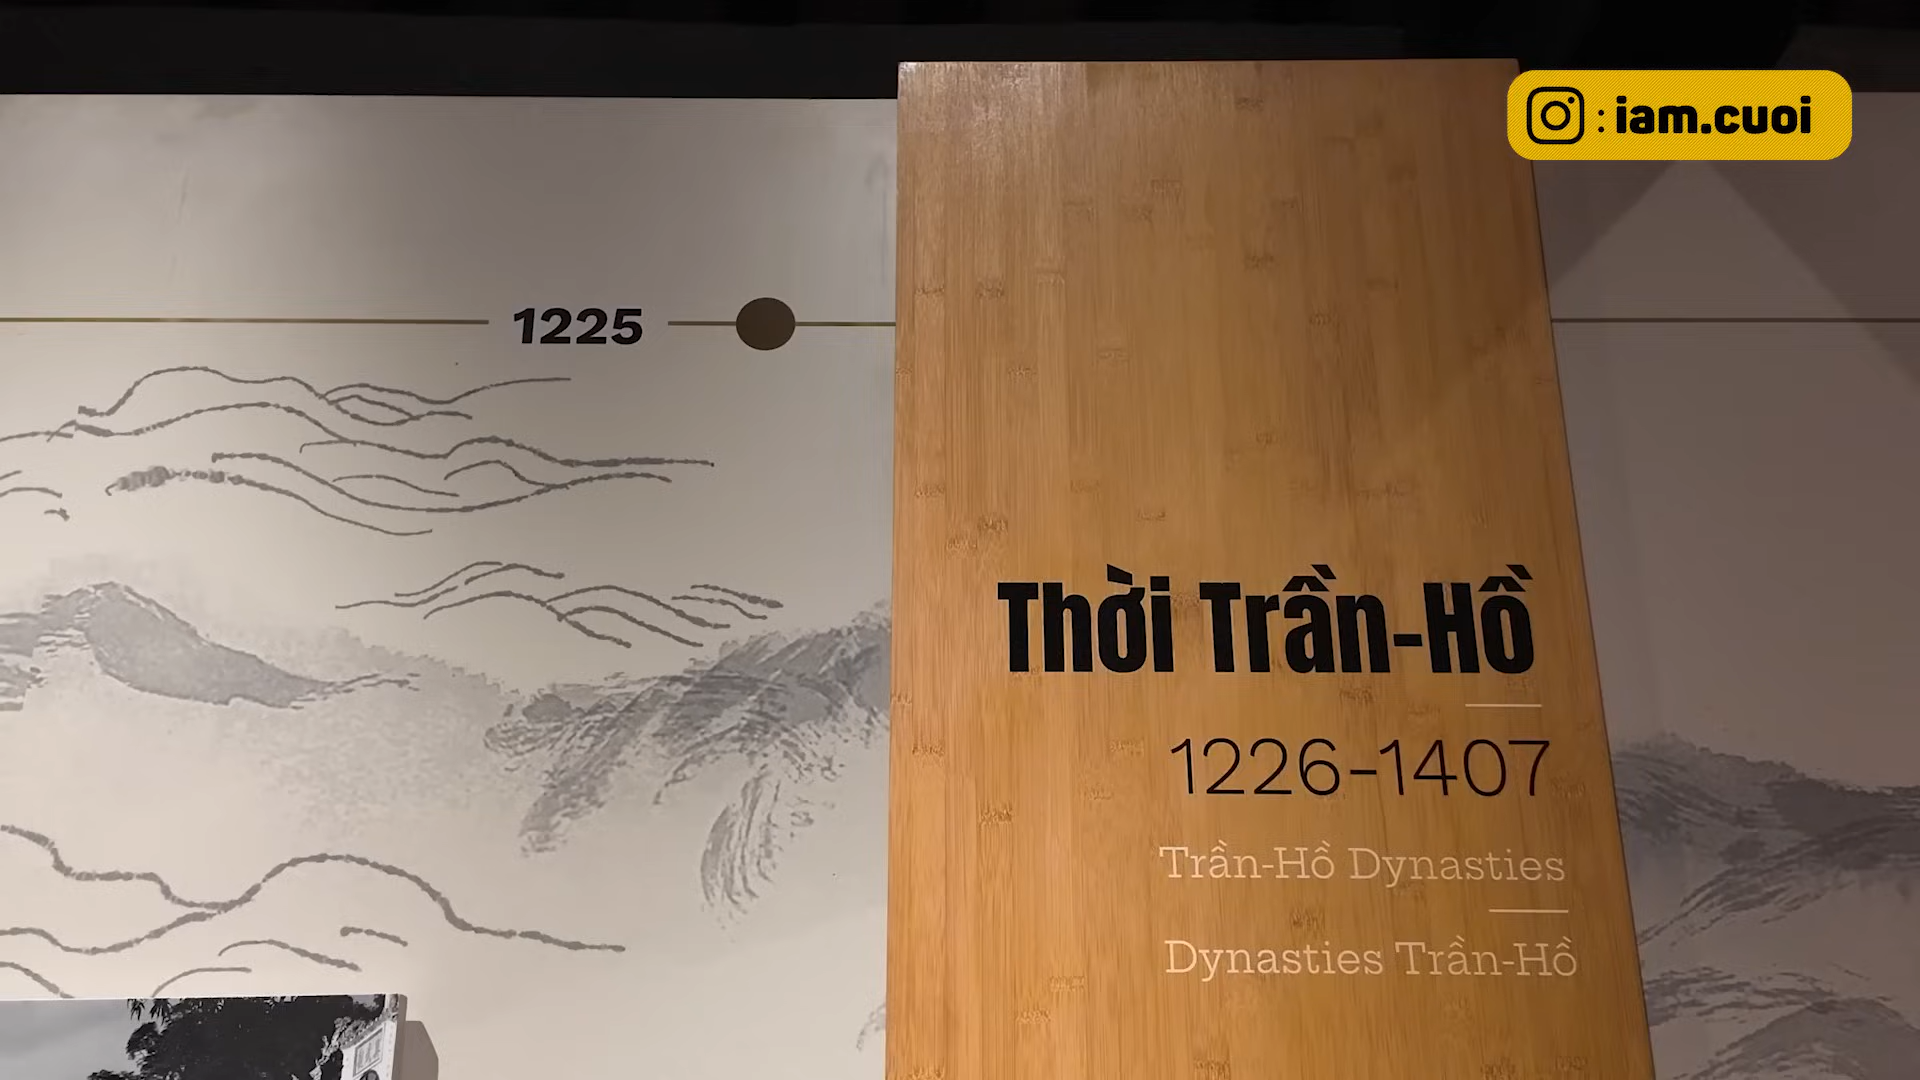 : iam.cuoi
1225
Thời Trần-Hồ
1226-1407
Trần-Hồ Dynasties
Dynasties Trần-Hồ